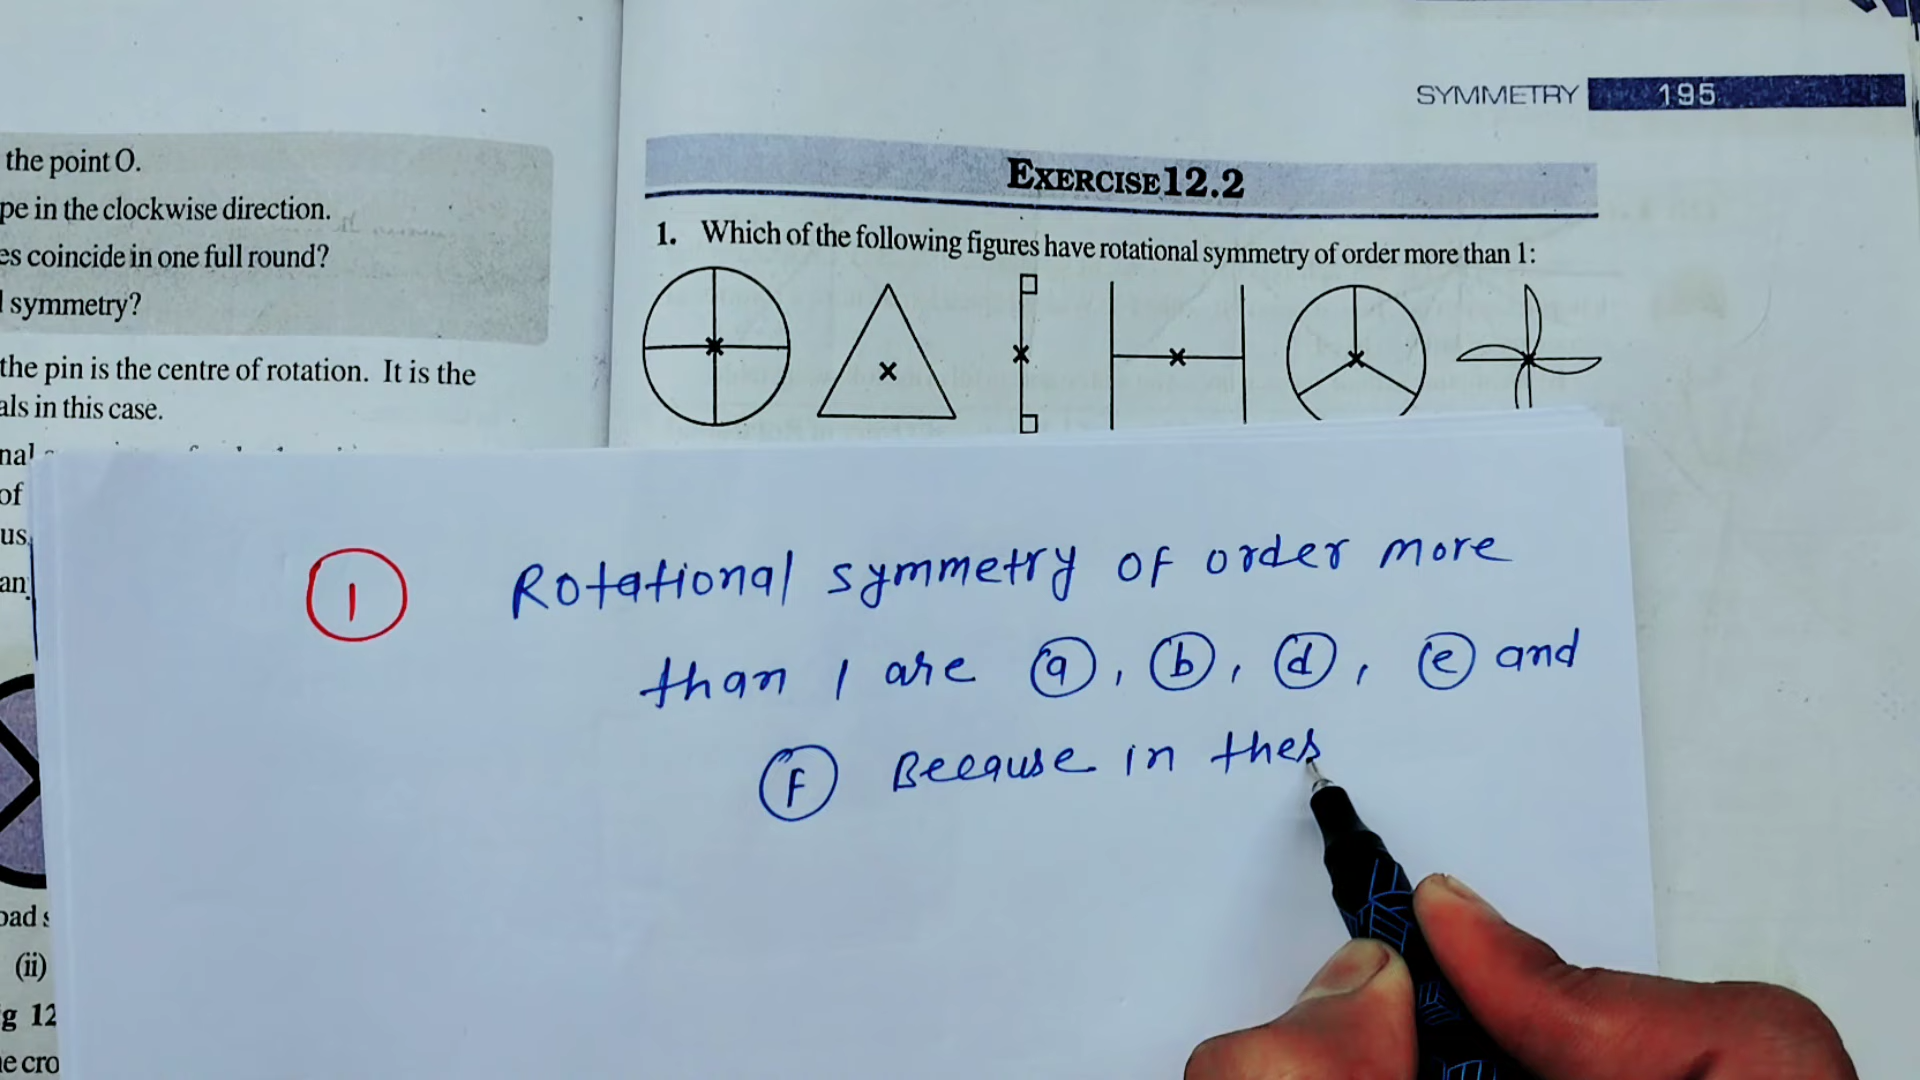 SYMMETRY 195
the point O.
pe in the clockwise direction.
es coincide in one full round?
symmetry?
the pin is the centre of rotation. It is the
als in this case.
of
us
an
EXERCISE 12.2
1. Which of the following figures have rotational symmetry of order more than 1:
1 Rotational symmetry of order more
than 1 are a, b, d, e and
F Because in thes
(ii)
g 12
e cro